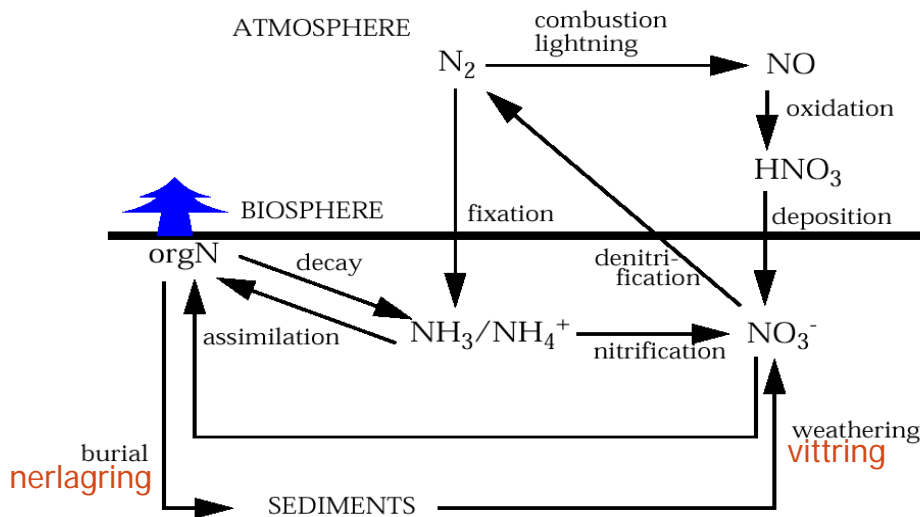 ATMOSPHERE
combustion
lightning
N2
NO
oxidation
HNO3
BIOSPHERE
fixation
deposition
orgN
decay
denitri-
fication
assimilation
NH3/NH4+
nitrification
NO3-
burial
nerlagring
weathering
vittring
SEDIMENTS